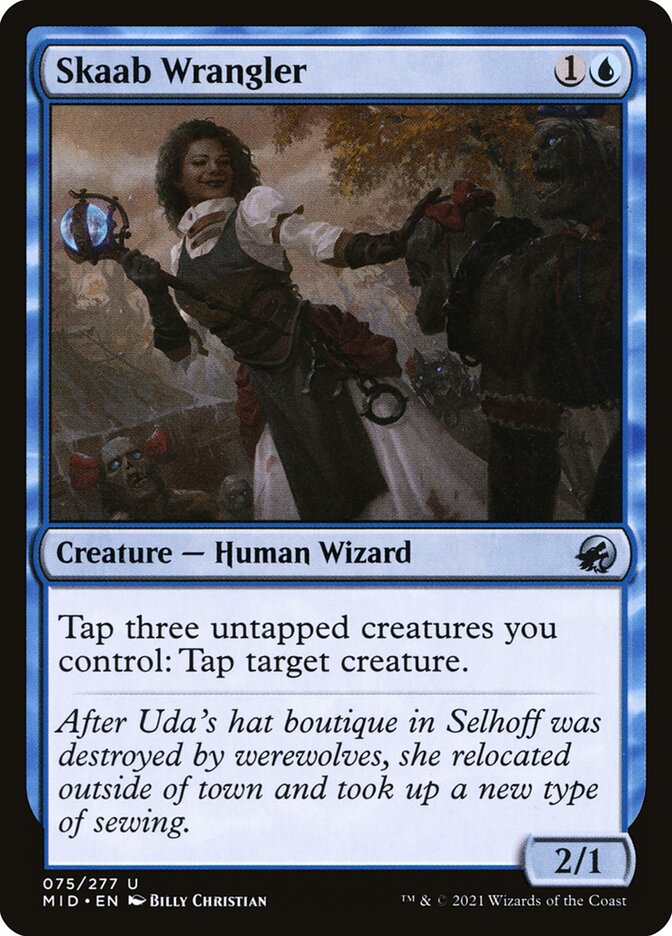 Skaab Wrangler 1
Creature — Human Wizard
Tap three untapped creatures you
control: Tap target creature.
After Uda's hat boutique in Selhoff was
destroyed by werewolves, she relocated
outside of town and took up a new type
of sewing.
2/1
075/277 U
MID • EN Billy Christian
™ & © 2021 Wizards of the Coast